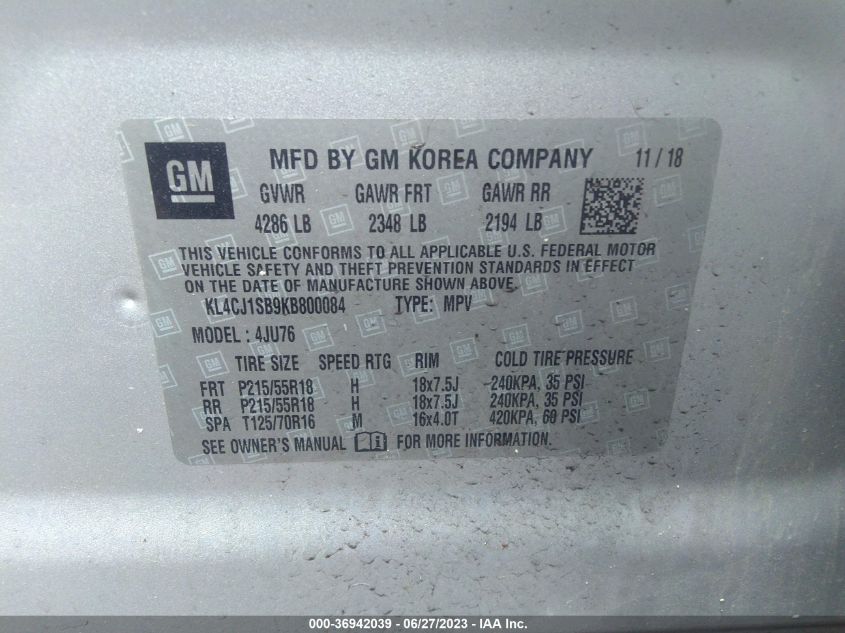 GM
MFD BY GM KOREA COMPANY 11 / 18
GVWR GAWR FRT GAWR RR
4286 LB 2348 LB 2194 LB
THIS VEHICLE CONFORMS TO ALL APPLICABLE U.S. FEDERAL MOTOR
VEHICLE SAFETY AND THEFT PREVENTION STANDARDS IN EFFECT
ON THE DATE OF MANUFACTURE SHOWN ABOVE.
KL4CJ1SB9KB800084 TYPE: MPV
MODEL : 4JU76
TIRE SIZE SPEED RTG RIM COLD TIRE PRESSURE
FRT P215/55R18 H 18x7.5J 240KPA, 35 PSI
RR P215/55R18 H 18x7.5J 240KPA, 35 PSI
SPA T125/70R16 M 16x4.0T 420KPA, 60 PSI
SEE OWNER'S MANUAL FOR MORE INFORMATION.
000-36942039 - 06/27/2023 - IAA Inc.